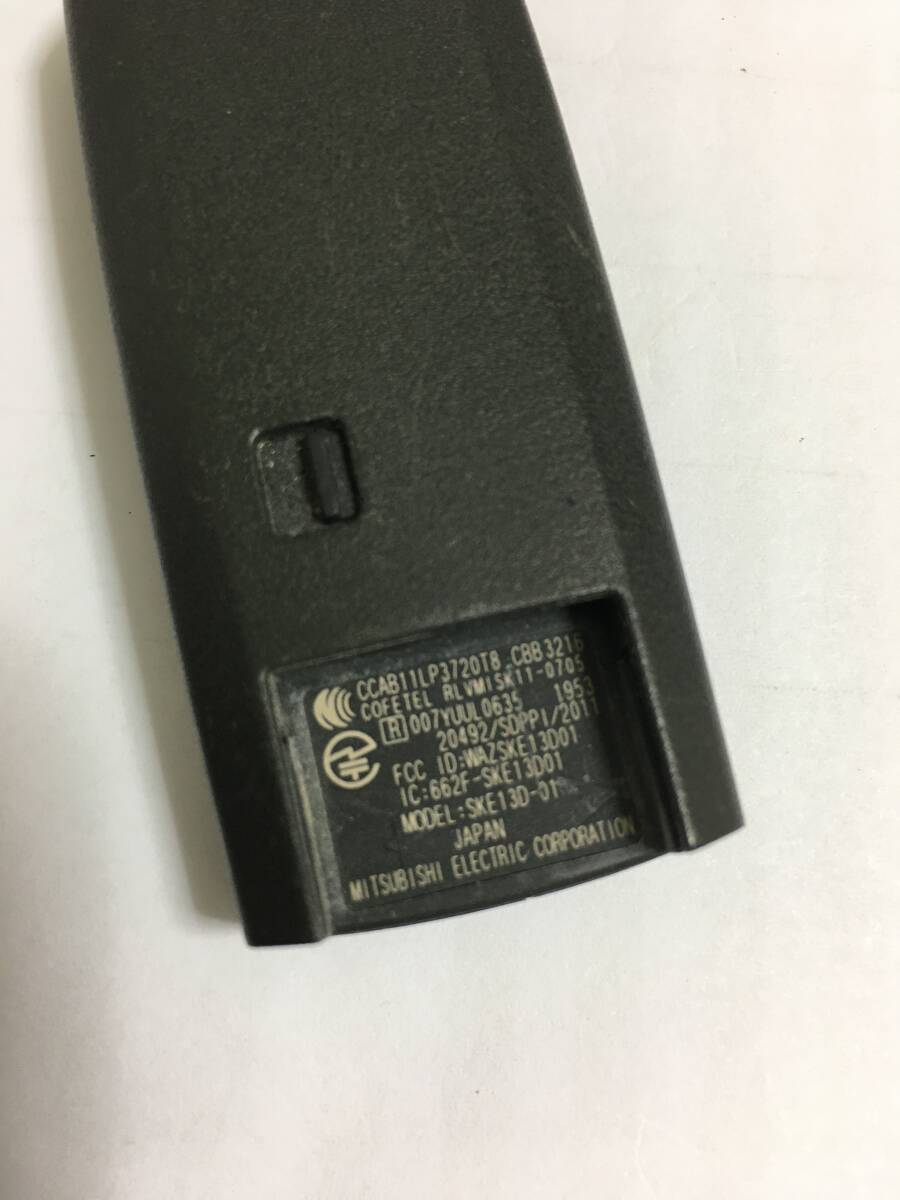 CCAB11LP3720T8 CBB3216
COFETEL RLVMISK11-0705
R 007YUUL0635 1953
20492/SDPPI/2011
FCC ID:WAZSKE13D01
IC:662F-SKE13D01
MODEL:SKE13D-01
JAPAN
MITSUBISHI ELECTRIC CORPORATION